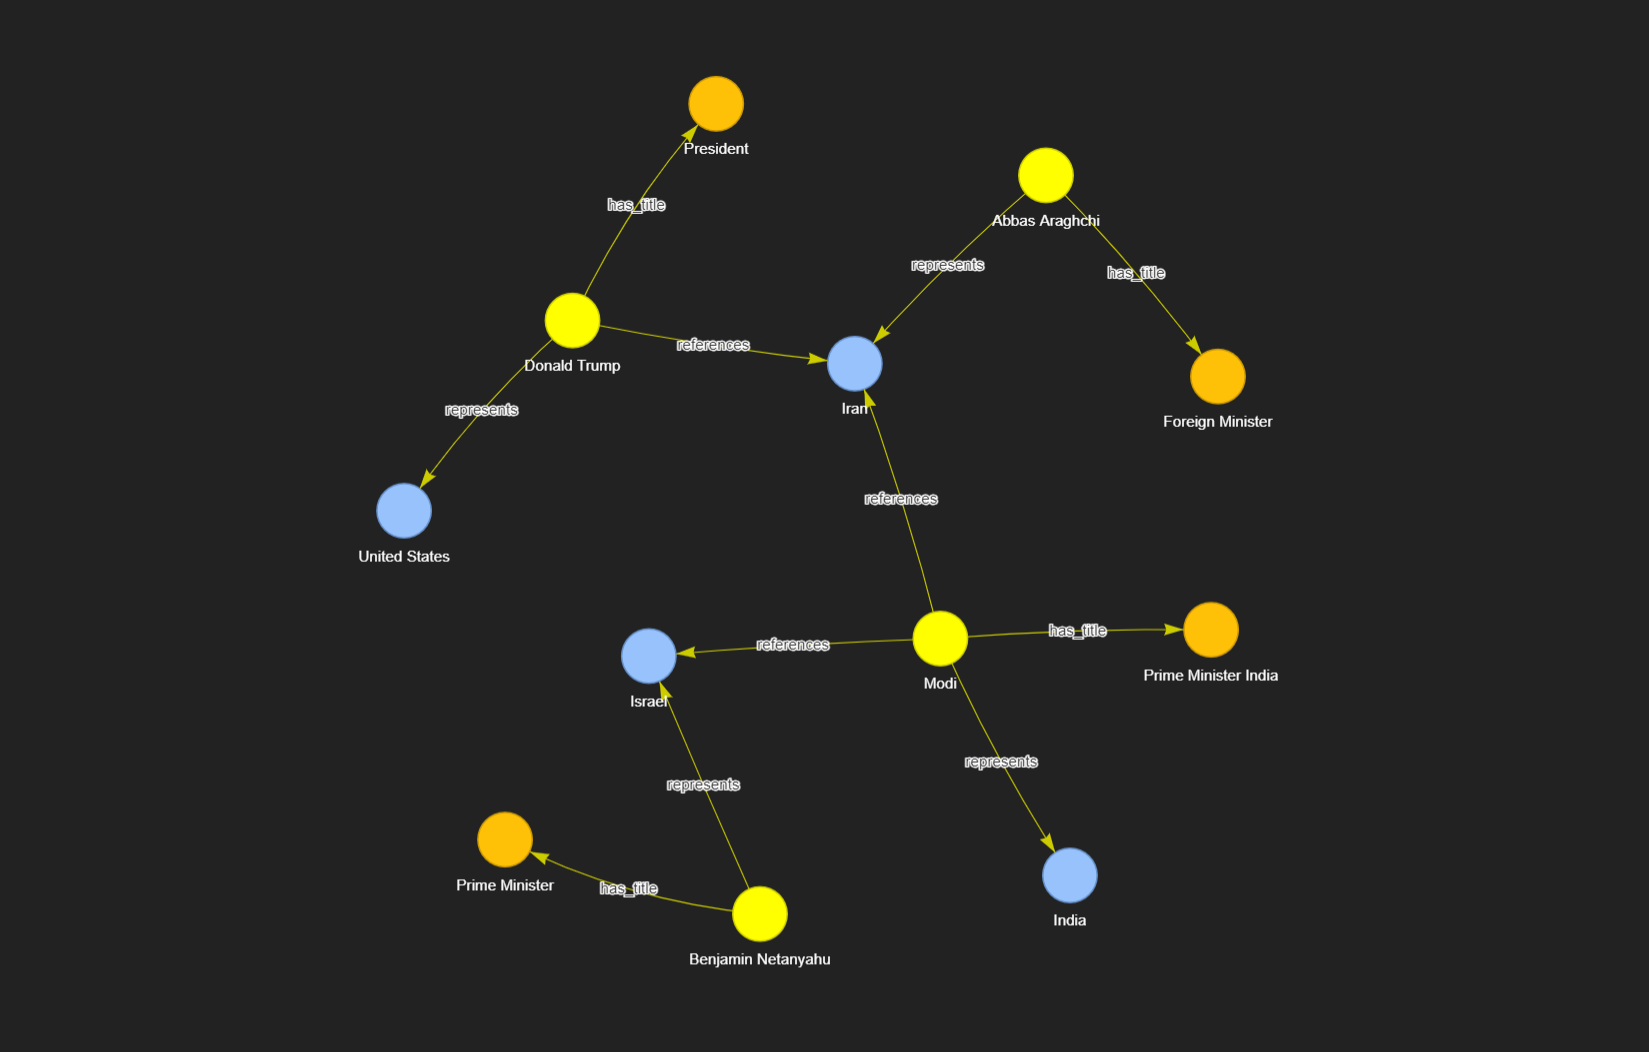 President
Abbas Araghchi
has_title
represents
has_title
references
Donald Trump
Iran
represents
Foreign Minister
references
United States
has_title
references
Prime Minister India
Modi
Israel
represents
represents
Prime Minister
has_title
India
Benjamin Netanyahu